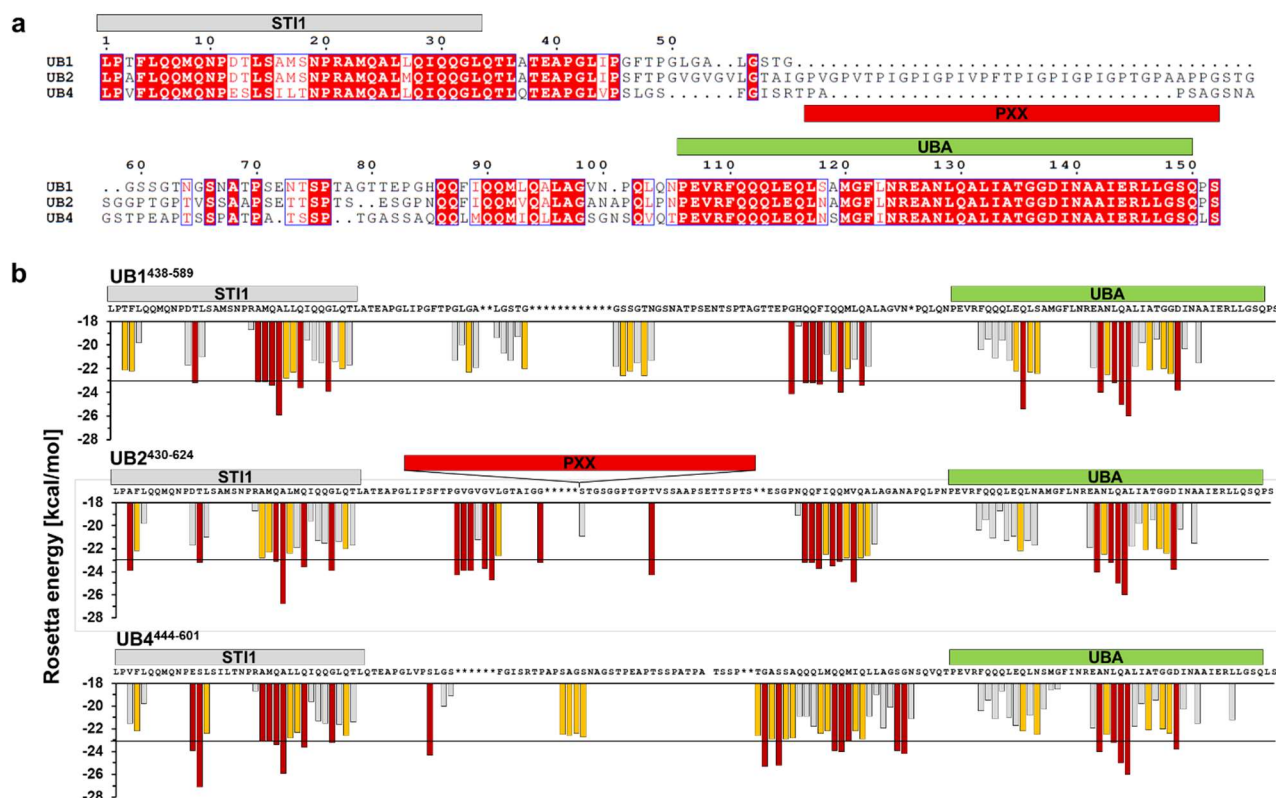 a
STI1
1 10 20 30 40 50
UB1 LPTFLQQMQNPDTLSAMSNPRAMQALLQIQQGLQTLATEAPGLIPGFTPGLGA..LGSTG......................................
UB2 LPAFLQQMQNPDTLSAMSNPRAMQALMQIQQGLQTLATEAPGLIPSFTPGVGVGVLGTAIGPVGPVTPIGPIGPIVPFTPIGPIGPIGPTGPAAPPGSTG
UB4 LPVFLQQMQNPESLSILTNPRAMQALLQIQQGLQTLQTEAPGLVPSLGS......FGISRTPA..............................PSAGSNA
PXX
UBA
60 70 80 90 100 110 120 130 140 150
UB1 ..GSSGTNGSNATPSENTSPTAGTTEPGHQQFIQQMLQALAGVN.PQLQNPEVRFQQQLEQLSAMGFLNREANLQALIATGGDINAAIERLLGSQPS
UB2 SGGPTGPTVSSAAPSETTSPTS..ESGPNQQFIQQMVQALAGANAPQLPNPEVRFQQQLEQLNAMGFLNREANLQALIATGGDINAAIERLLGSQPS
UB4 GSTPEAPTSSPATPA.TSSP..TGASSAQQQLMQQMIQLLAGSGNSQVQTPEVRFQQQLEQLNSMGFINREANLQALIATGGDINAAIERLLGSQLS
b
Rosetta energy [kcal/mol]
UB1438-589
STI1
UBA
LPTFLQQMQNPDTLSAMSNPRAMQALLQIQQGLQTLATEAPGLIPGFTPGLGA**LGSTG***********GSSGTNGSNATPSENTSPTAGTTEPGHQQFIQQMLQALAGVN*PQLQNPEVRFQQQLEQLSAMGFLNREANLQALIATGGDINAAIERLLGSQPS
-18
-20
-22
-24
-26
-28
UB2430-624
PXX
STI1
UBA
LPAFLQQMQNPDTLSAMSNPRAMQALMQIQQGLQTLATEAPGLIPSFTPGVGVGVLGTAIGG*****STGSGGPTGPTVSSAAPSETTSPTS**ESGPNQQFIQQMVQALAGANAPQLPNPEVRFQQQLEQLNAMGFLNREANLQALIATGGDINAAIERLLQSQPS
-18
-20
-22
-24
-26
-28
UB4444-601
STI1
UBA
LPVFLQQMQNPESLSILTNPRAMQALLQIQQGLQTLQTEAPGLVPSLGS******FGISRTPAPSAGSNAGSTPEAPTSSPATPA TSSP**TGASSAQQQLMQQMIQLLAGSGNSQVQTPEVRFQQQLEQLNSMGFINREANLQALIATGGDINAAIERLLGSQLS
-18
-20
-22
-24
-26
-28